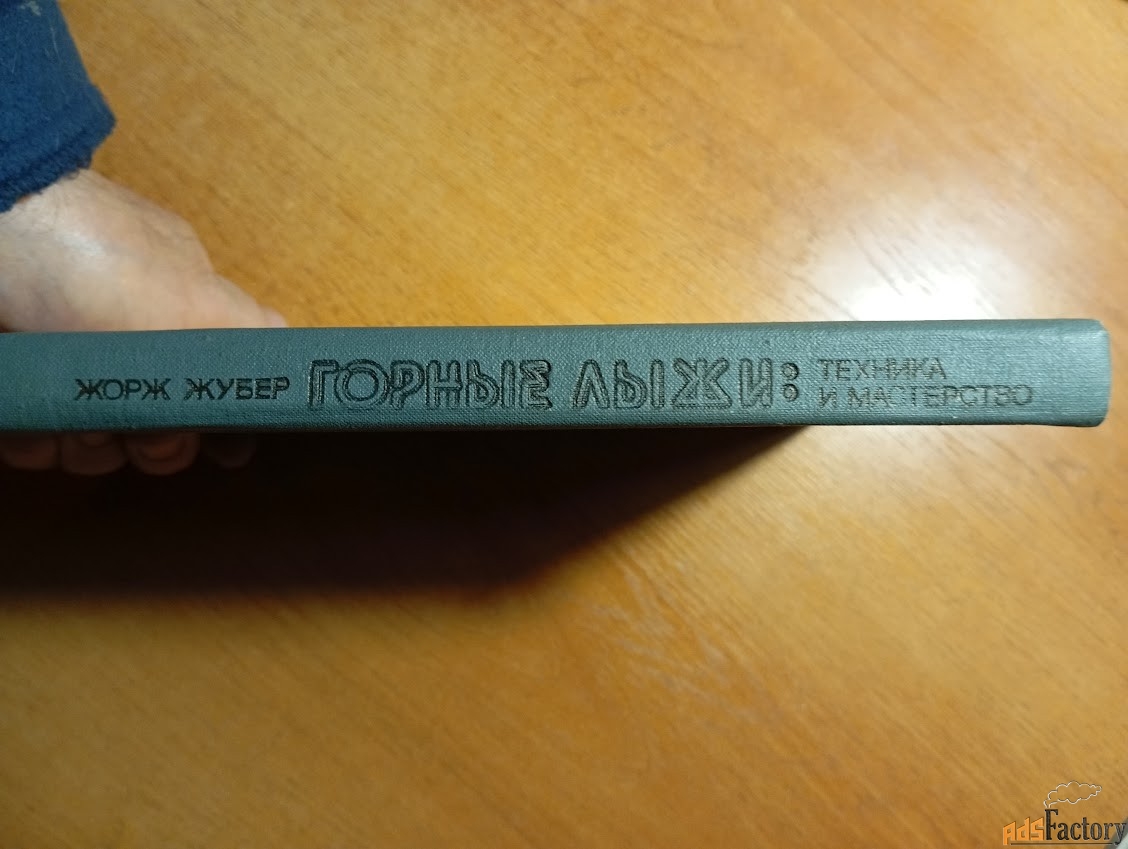 ЖОРЖ ЖУБЕР ГОРНЫЕ ЛЫЖИ: ТЕХНИКА
И МАСТЕРСТВО
AdsFactory